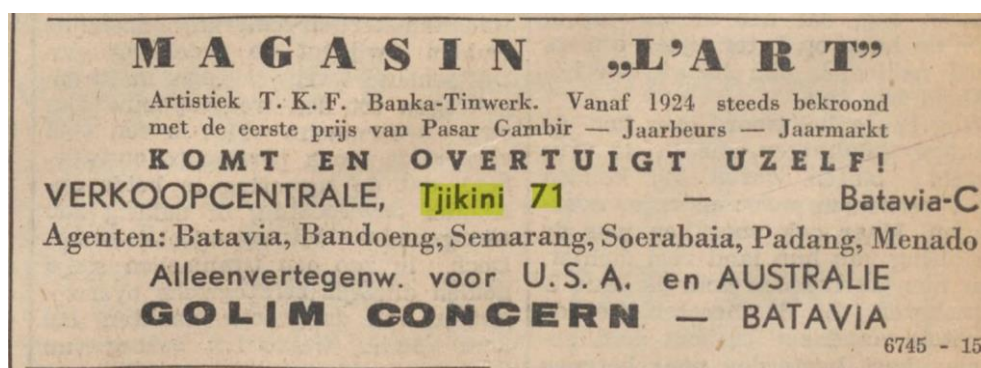 MAGASIN „L'ART”
Artistiek T. K. F. Banka-Tinwerk. Vanaf 1924 steeds bekroond
met de eerste prijs van Pasar Gambir — Jaarbeurs — Jaarmarkt
KOMT EN OVERTUIGT UZELF!
VERKOOPCENTRALE, Tjikini 71 — Batavia-C
Agenten: Batavia, Bandoeng, Semarang, Soerabaia, Padang, Menado
Alleenvertegenw. voor U. S. A. en AUSTRALIE
GOLIM CONCERN — BATAVIA
6745 - 15